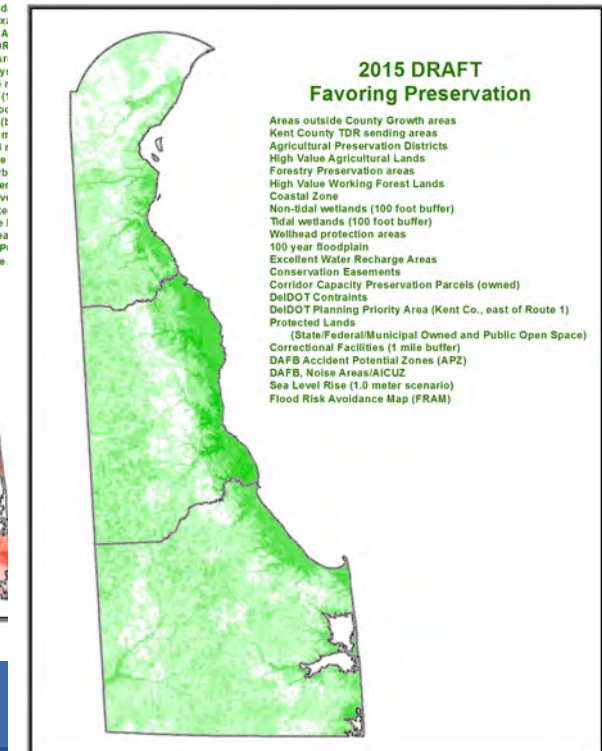 2015 DRAFT
Favoring Preservation
Areas outside County Growth areas
Kent County TDR sending areas
Agricultural Preservation Districts
High Value Agricultural Lands
Forestry Preservation areas
High Value Working Forest Lands
Coastal Zone
Non-tidal wetlands (100 foot buffer)
Tidal wetlands (100 foot buffer)
Wellhead protection areas
100 year floodplain
Excellent Water Recharge Areas
Conservation Easements
Corridor Capacity Preservation Parcels (owned)
DelDOT Contraints
DelDOT Planning Priority Area (Kent Co., east of Route 1)
Protected Lands
(State/Federal/Municipal Owned and Public Open Space)
Correctional Facilities (1 mile buffer)
DAFB Accident Potential Zones (APZ)
DAFB, Noise Areas/AICUZ
Sea Level Rise (1.0 meter scenario)
Flood Risk Avoidance Map (FRAM)